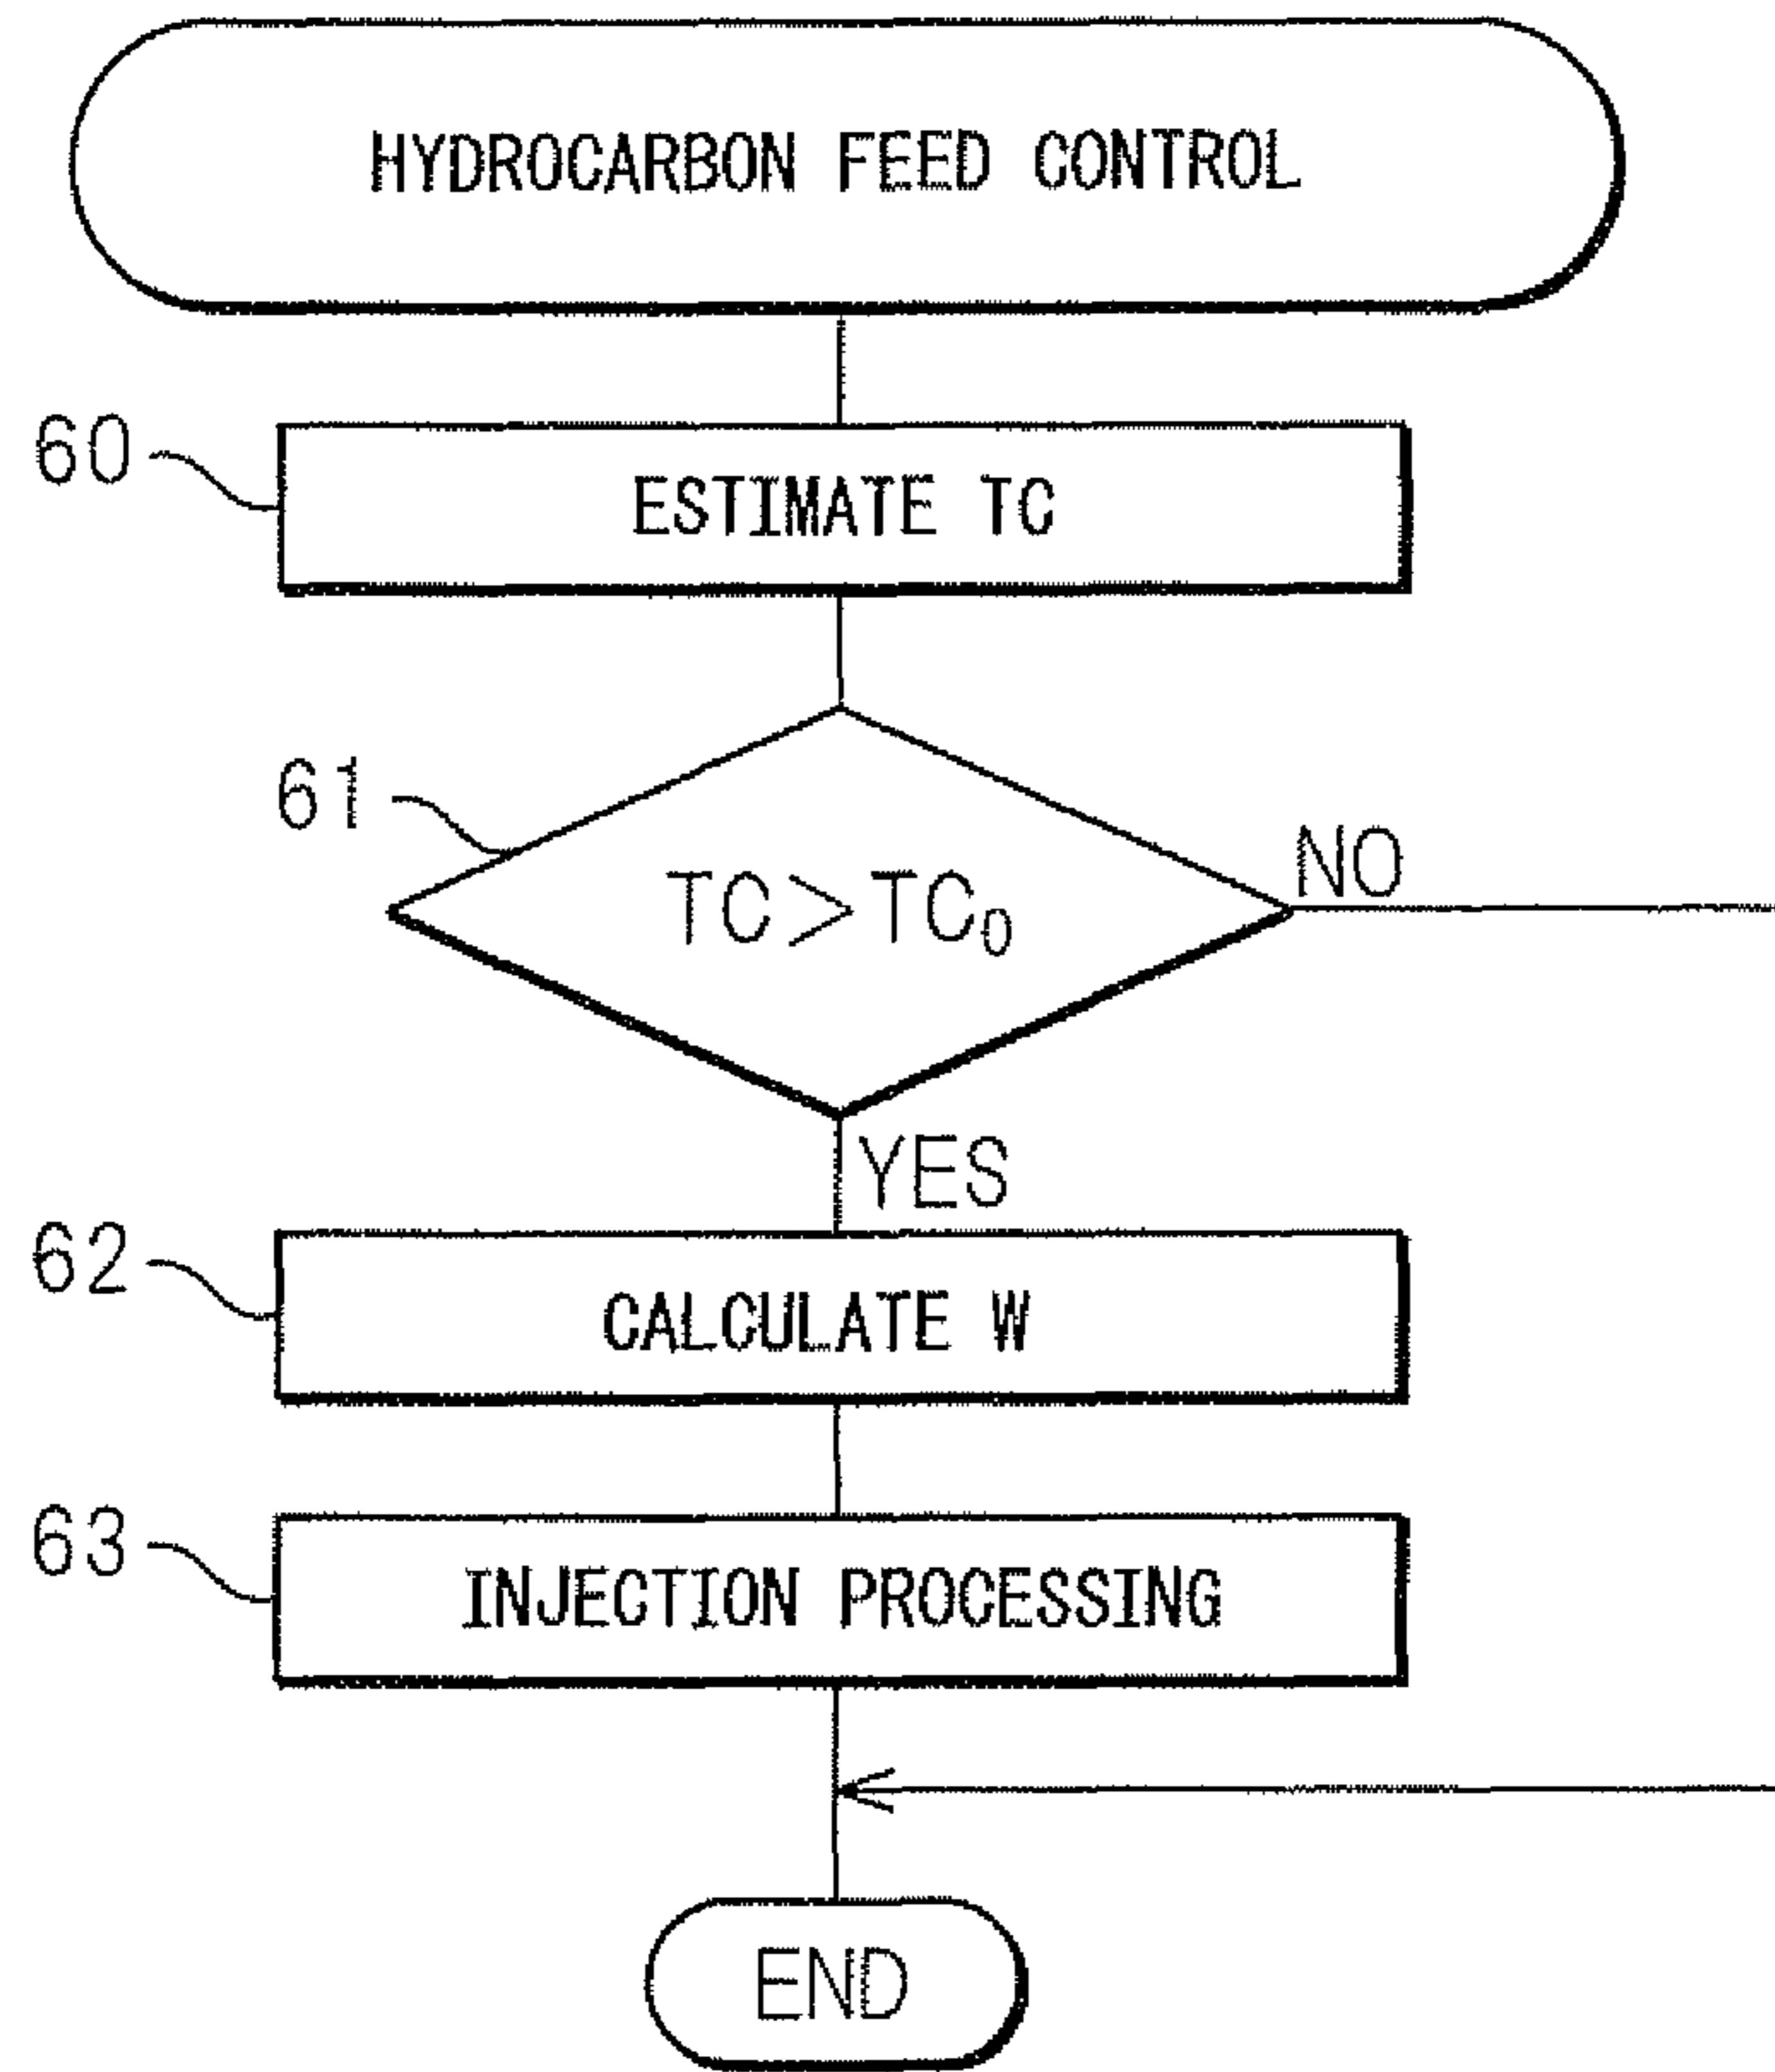 HYDROCARBON FEED CONTROL
60
ESTIMATE TC
61
TC>TC₀
NO
YES
62
CALCULATE W
63
INJECTION PROCESSING
END